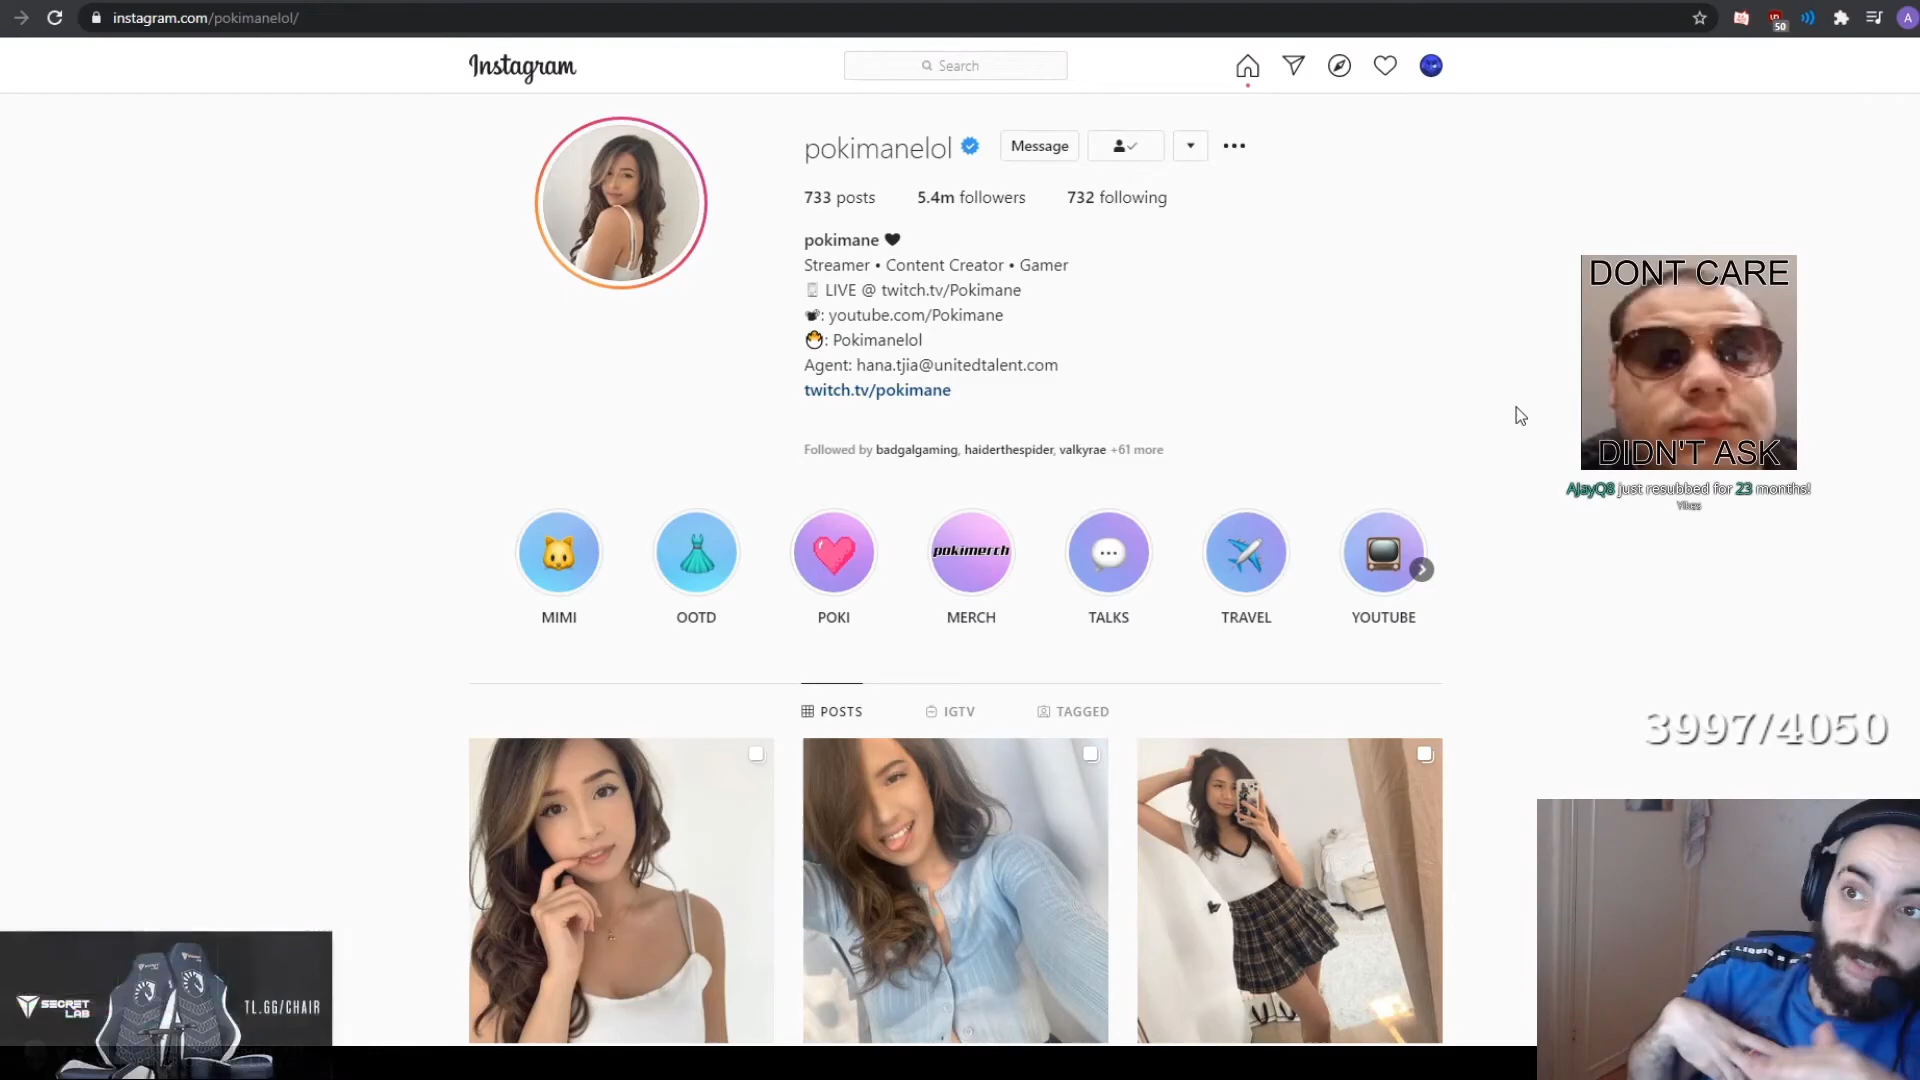 instagram.com/pokimanelol/
50
A
Instagram
Search
pokimanelol
Message
733 posts 5.4m followers 732 following
pokimane 🖤
Streamer • Content Creator • Gamer
LIVE @ twitch.tv/Pokimane
: youtube.com/Pokimane
: Pokimanelol
Agent: hana.tjia@unitedtalent.com
twitch.tv/pokimane
Followed by badgalgaming, haiderthespider, valkyrae +61 more
DONT CARE
DIDN'T ASK
AJayQ8 just resubbed for 23 months!
Yikes
pokimerch
MIMI OOTD POKI MERCH TALKS TRAVEL YOUTUBE
POSTS IGTV TAGGED
3997/4050
SECRET LAB
TL.GG/CHAIR